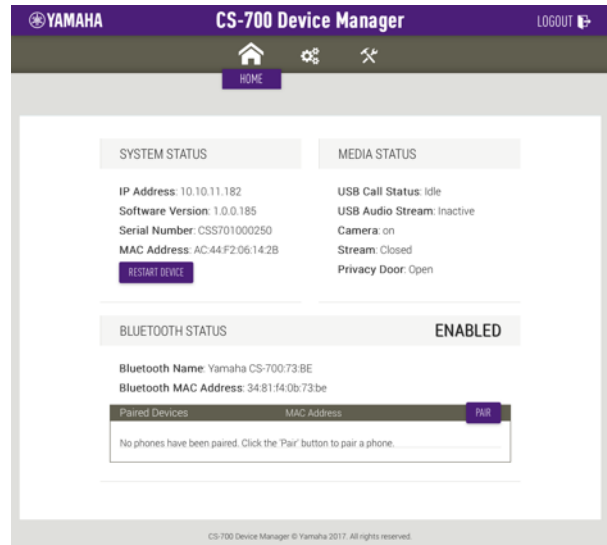 YAMAHA
CS-700 Device Manager
LOGOUT
HOME
SYSTEM STATUS
IP Address: 10.10.11.182
Software Version: 1.0.0.185
Serial Number: CSS701000250
MAC Address: AC:44:F2:06:14:2B
RESTART DEVICE
MEDIA STATUS
USB Call Status: Idle
USB Audio Stream: Inactive
Camera: on
Stream: Closed
Privacy Door: Open
BLUETOOTH STATUS
ENABLED
Bluetooth Name: Yamaha CS-700:73:BE
Bluetooth MAC Address: 34:81:f4:0b:73:be
Paired Devices MAC Address PAIR
No phones have been paired. Click the 'Pair' button to pair a phone.
CS-700 Device Manager © Yamaha 2017. All rights reserved.